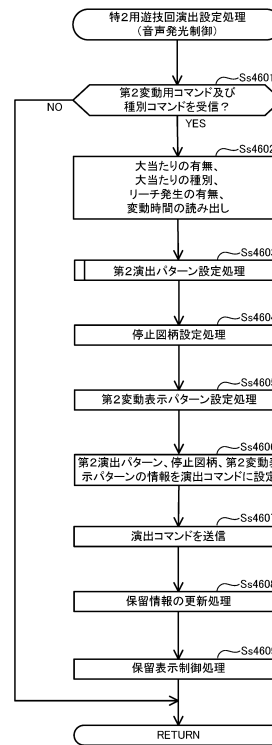 特2用遊技回演出設定処理
(音声発光制御)
Ss4601
第2変動用コマンド及び
種別コマンドを受信?
NO
YES
Ss4602
大当たりの有無、
大当たりの種別、
リーチ発生の有無、
変動時間の読み出し
Ss4603
第2演出パターン設定処理
Ss4604
停止図柄設定処理
Ss4605
第2変動表示パターン設定処理
Ss4606
第2演出パターン、停止図柄、第2変動表
示パターンの情報を演出コマンドに設定
Ss4607
演出コマンドを送信
Ss4608
保留情報の更新処理
Ss4609
保留表示制御処理
RETURN